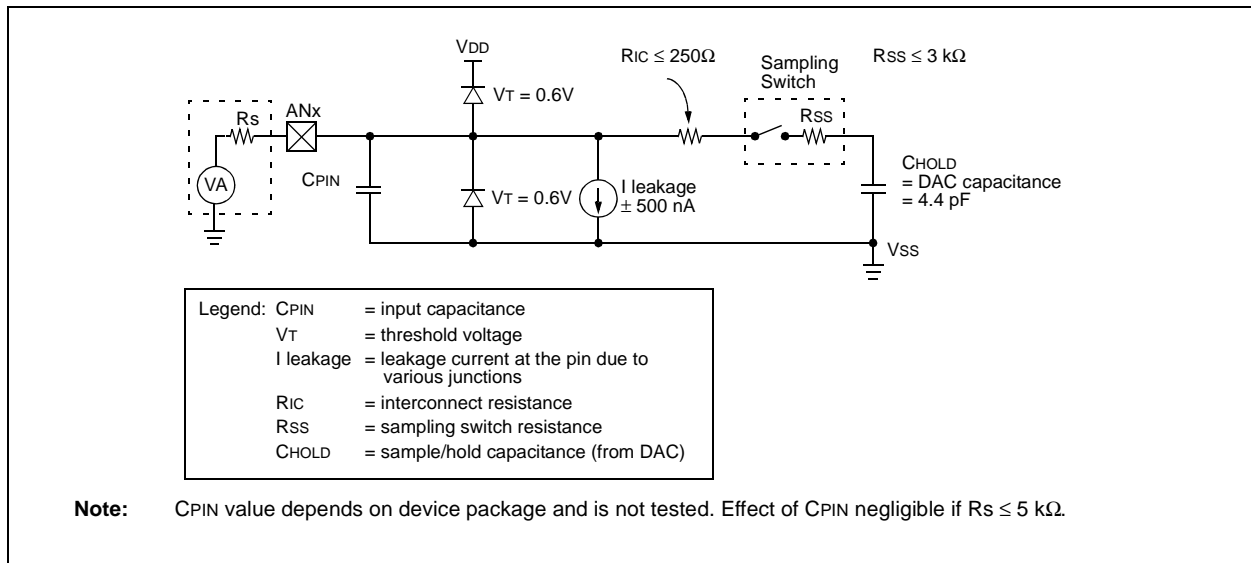 VDD
RIC ≤ 250Ω
Sampling
Switch
RSS ≤ 3 kΩ
VT = 0.6V
Rs
ANx
RSS
VA
CPIN
VT = 0.6V
I leakage
± 500 nA
CHOLD
= DAC capacitance
= 4.4 pF
VSS
Legend: CPIN = input capacitance
VT = threshold voltage
I leakage = leakage current at the pin due to
various junctions
RIC = interconnect resistance
RSS = sampling switch resistance
CHOLD = sample/hold capacitance (from DAC)
Note: CPIN value depends on device package and is not tested. Effect of CPIN negligible if Rs ≤ 5 kΩ.